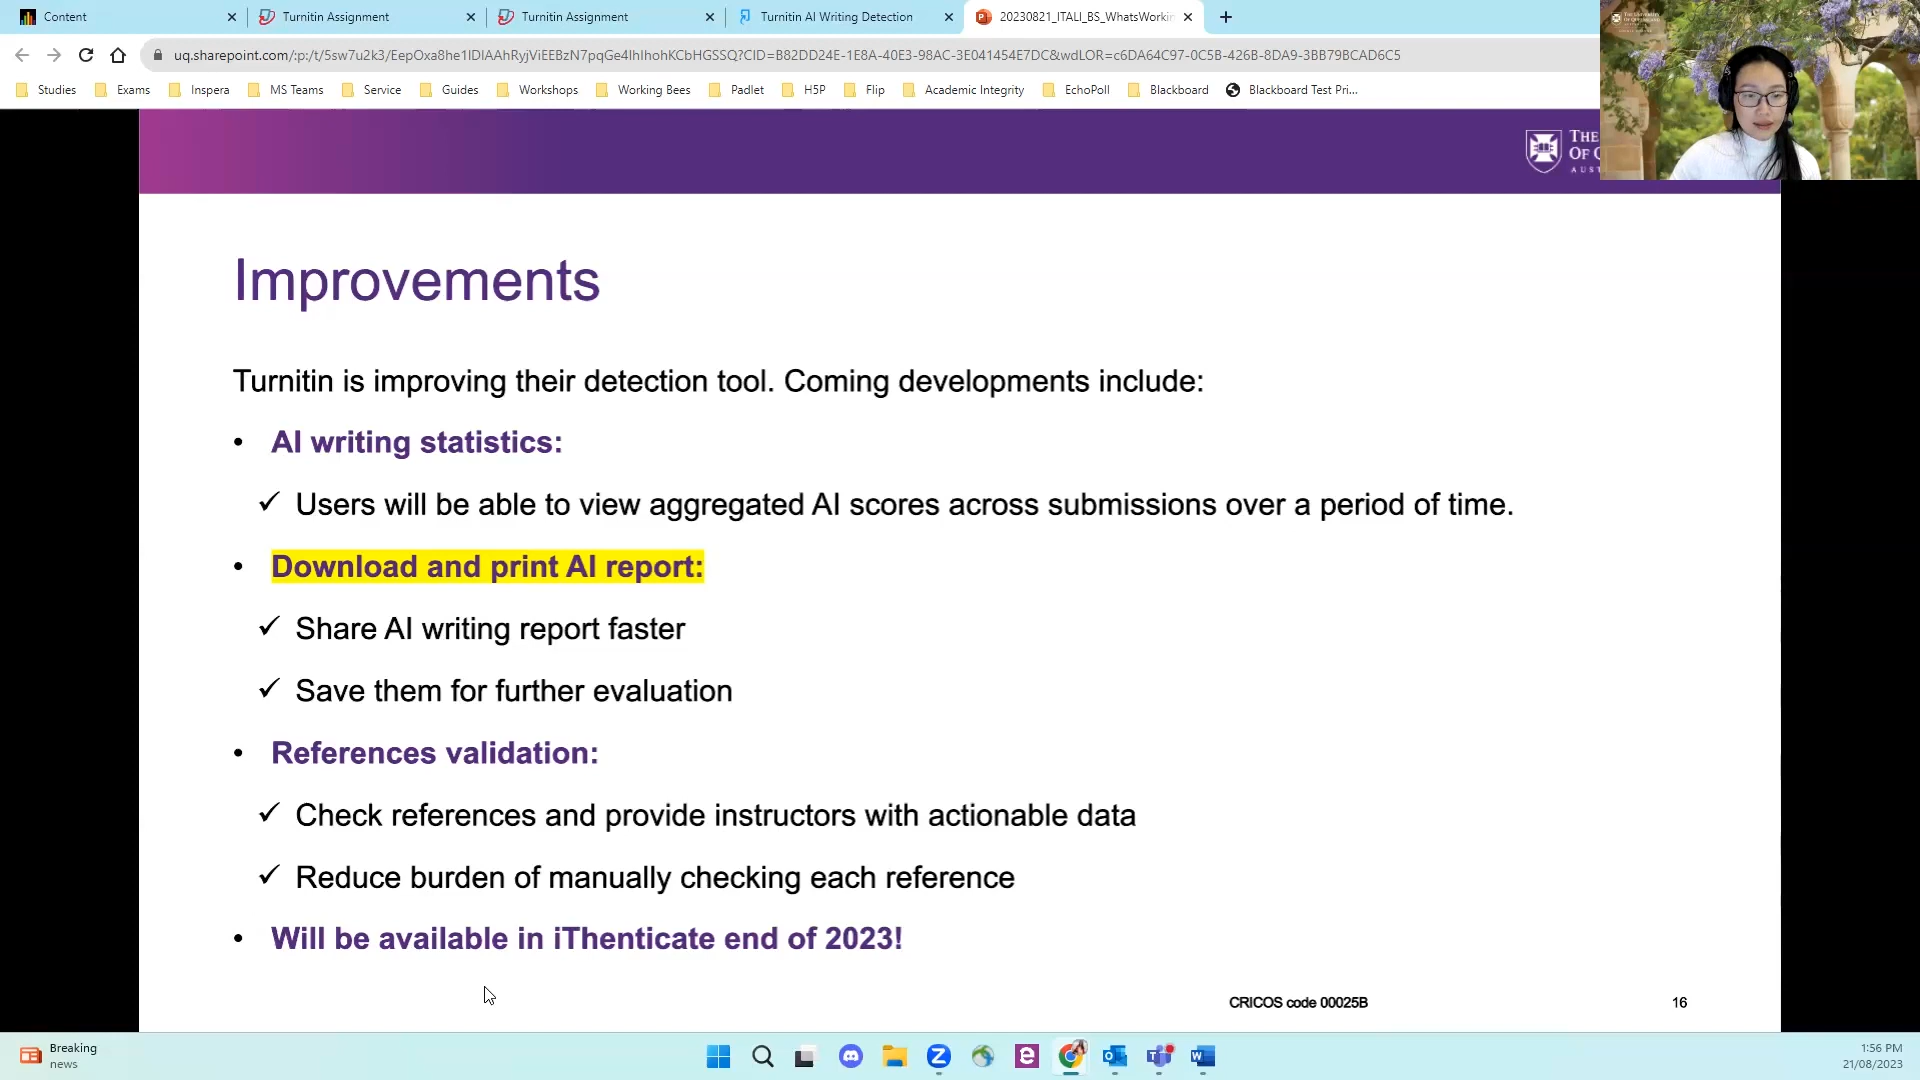 Content
Turnitin Assignment
Turnitin Assignment
Turnitin AI Writing Detection
20230821_ITALI_BS_WhatsWorkin
uq.sharepoint.com/:p:/t/5sw7u2k3/EepOxa8he1lDlAAhRyjViEEBzN7pqGe4lhIhohKCbHGSSQ?CID=B82DD24E-1E8A-40E3-98AC-3E041454E7DC&wdLOR=c6DA64C97-0C5B-426B-8DA9-3BB79BCAD6C5
Studies
Exams
Inspera
MS Teams
Service
Guides
Workshops
Working Bees
Padlet
H5P
Flip
Academic Integrity
EchoPoll
Blackboard
Blackboard Test Pri...
THE
OF
AUS
Improvements
Turnitin is improving their detection tool. Coming developments include:
• AI writing statistics:
✓ Users will be able to view aggregated AI scores across submissions over a period of time.
• Download and print AI report:
✓ Share AI writing report faster
✓ Save them for further evaluation
• References validation:
✓ Check references and provide instructors with actionable data
✓ Reduce burden of manually checking each reference
• Will be available in iThenticate end of 2023!
CRICOS code 00025B
16
Breaking
news
1:56 PM
21/08/2023